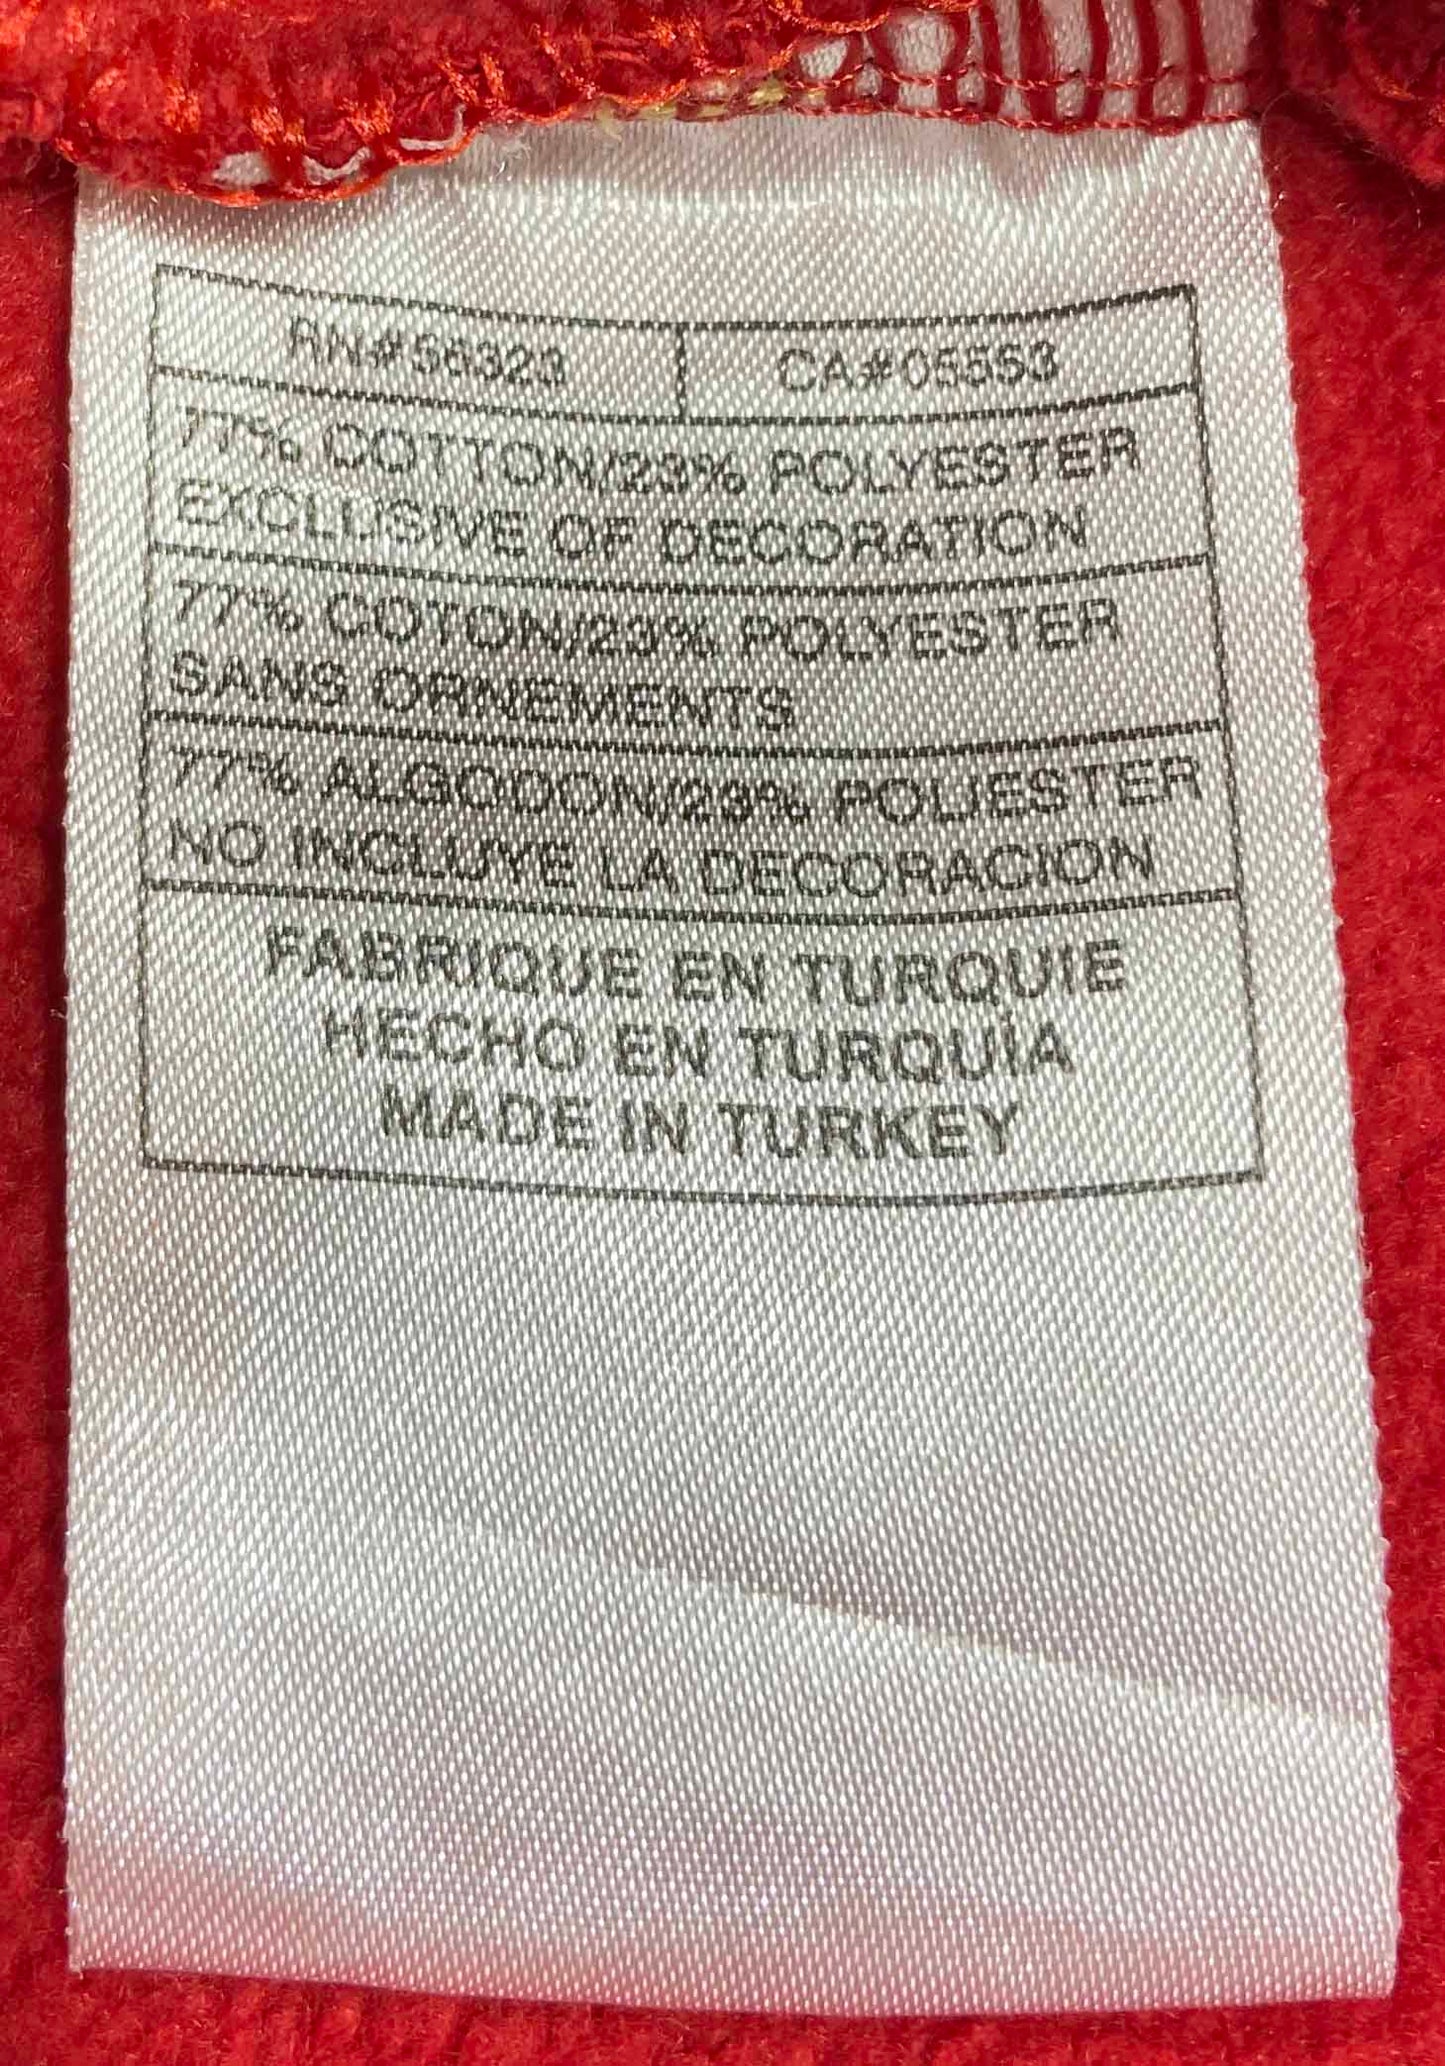 RN#56323 CA#05553
77% COTTON/23% POLYESTER
EXCLUSIVE OF DECORATION
77% COTON/23% POLYESTER
SANS ORNEMENTS
77% ALGODON/23% POLIESTER
NO INCLUYE LA DECORACION
FABRIQUE EN TURQUIE
HECHO EN TURQUÍA
MADE IN TURKEY